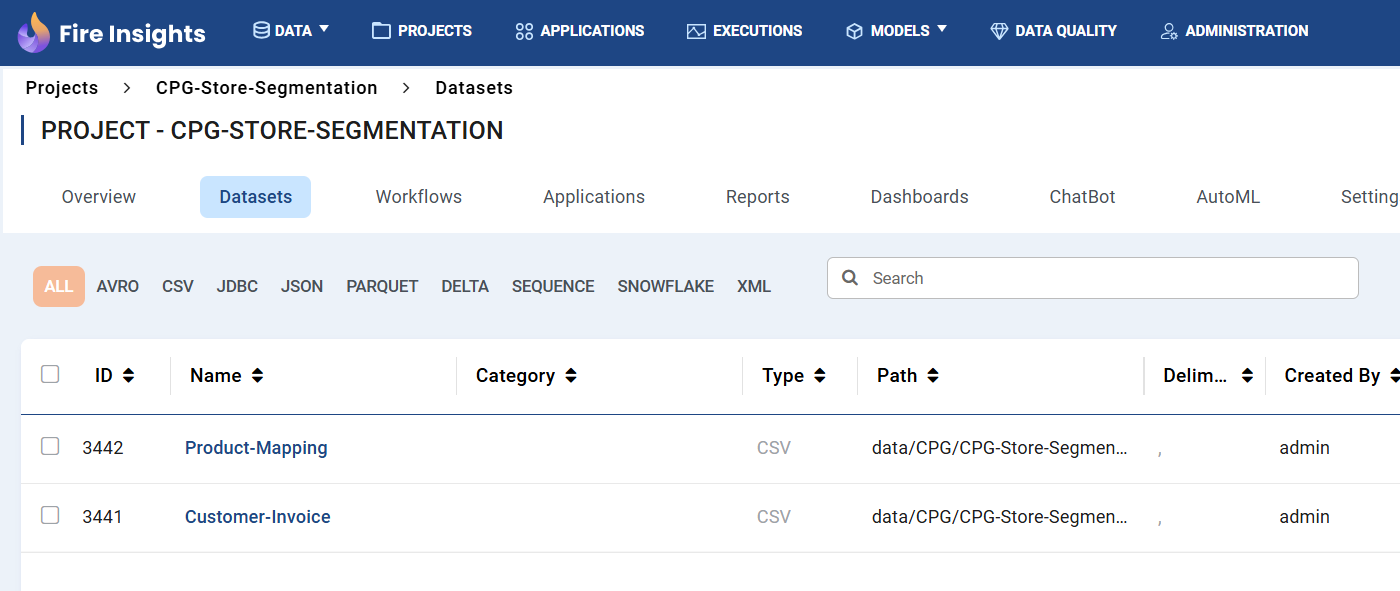 Fire Insights DATA PROJECTS APPLICATIONS EXECUTIONS MODELS DATA QUALITY ADMINISTRATION
Projects > CPG-Store-Segmentation > Datasets
PROJECT - CPG-STORE-SEGMENTATION
Overview Datasets Workflows Applications Reports Dashboards ChatBot AutoML Setting
ALL AVRO CSV JDBC JSON PARQUET DELTA SEQUENCE SNOWFLAKE XML Search
ID Name Category Type Path Delim... Created By
3442 Product-Mapping CSV data/CPG/CPG-Store-Segmen... , admin
3441 Customer-Invoice CSV data/CPG/CPG-Store-Segmen... , admin